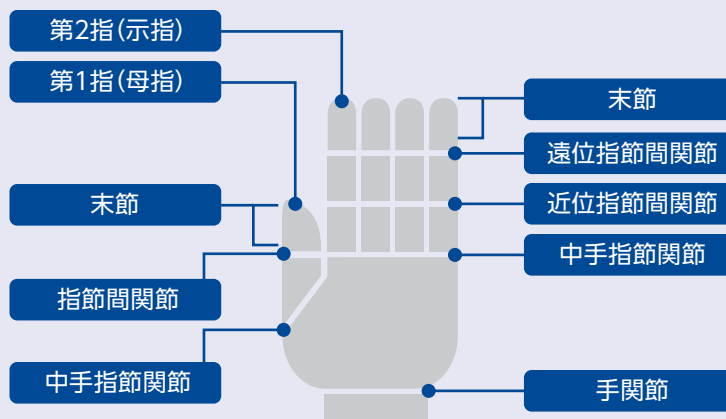 第2指(示指)
第1指(母指)
末節
指節間関節
中手指節関節
末節
遠位指節間関節
近位指節間関節
中手指節関節
手関節